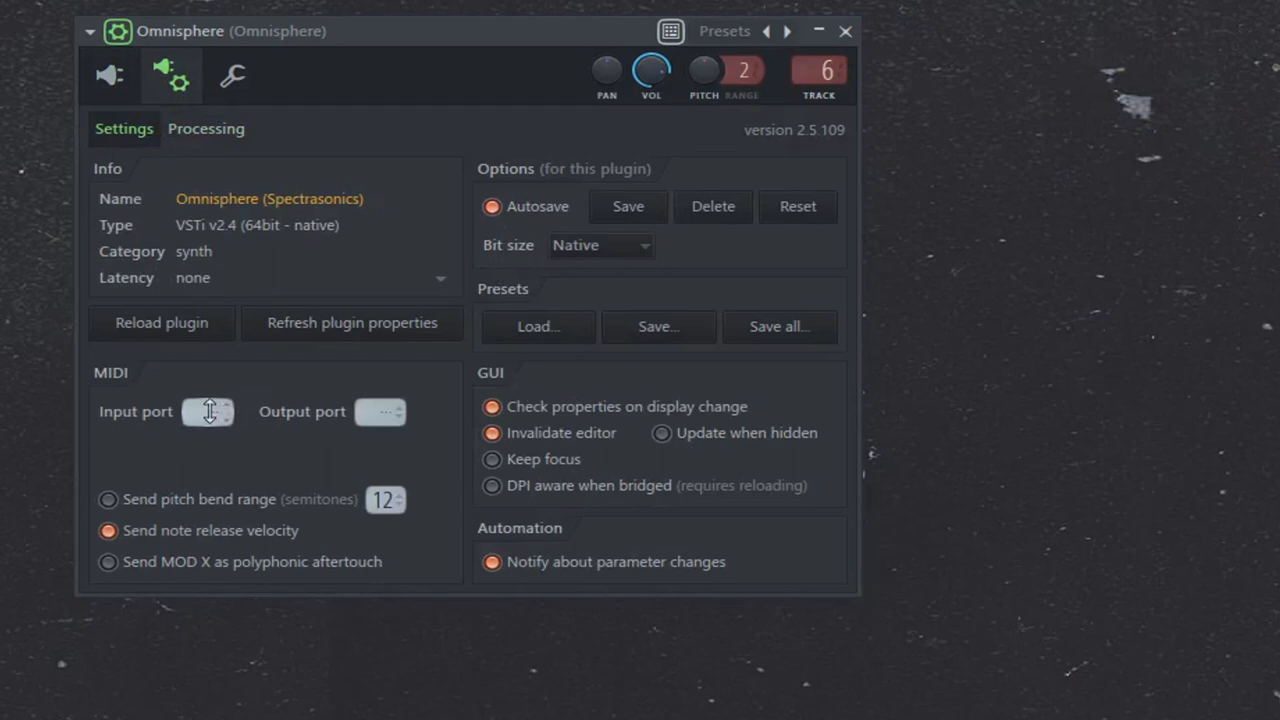 Omnisphere (Omnisphere)
Presets
2
6
PAN
VOL
PITCH
RANGE
TRACK
Settings
Processing
version 2.5.109
Info
Name
Omnisphere (Spectrasonics)
Type
VSTi v2.4 (64bit - native)
Category
synth
Latency
none
Reload plugin
Refresh plugin properties
Options (for this plugin)
Autosave
Save
Delete
Reset
Bit size
Native
Presets
Load...
Save...
Save all...
MIDI
Input port
Output port
---
Send pitch bend range (semitones)
12
Send note release velocity
Send MOD X as polyphonic aftertouch
GUI
Check properties on display change
Invalidate editor
Update when hidden
Keep focus
DPI aware when bridged (requires reloading)
Automation
Notify about parameter changes